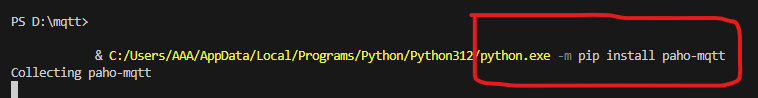 PS D:\mqtt>
& C:/Users/AAA/AppData/Local/Programs/Python/Python312/python.exe -m pip install paho-mqtt
Collecting paho-mqtt